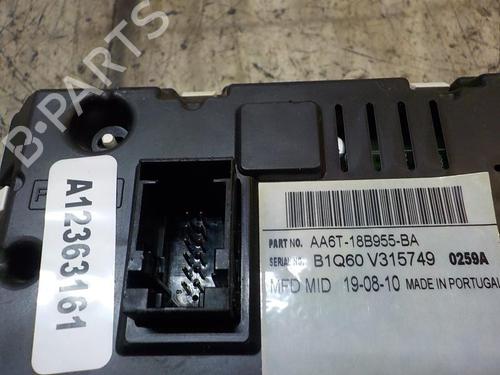 B-PARTS
A12363161
PART NO. AA6T-18B955-BA
SERIAL NO. B1Q60 V315749 0259A
MFD MID 19-08-10 MADE IN PORTUGAL